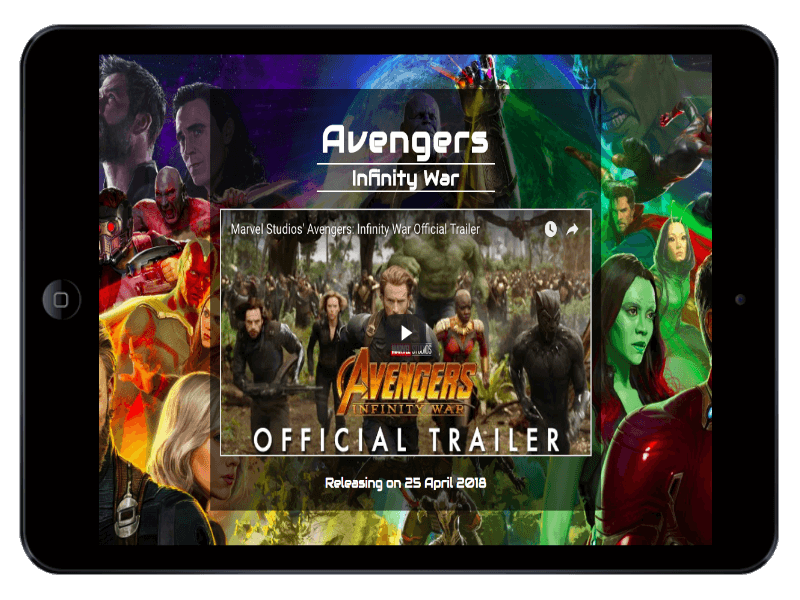 Avengers
Infinity War
Marvel Studios' Avengers: Infinity War Official Trailer
MARVEL STUDIOS
AVENGERS
INFINITY WAR
OFFICIAL TRAILER
Releasing on 25 April 2018